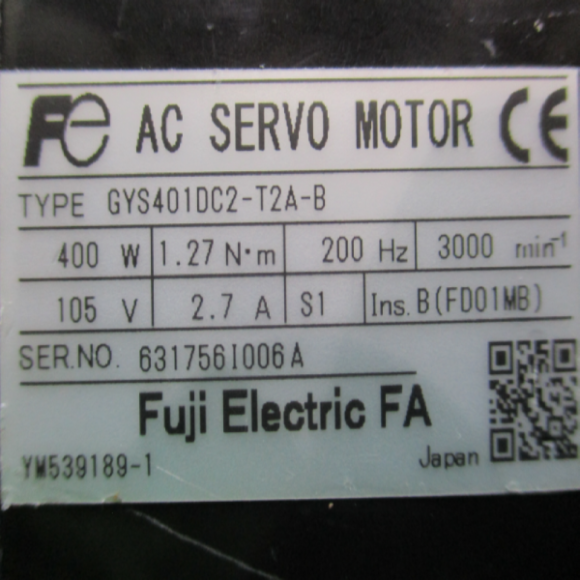 Fe AC SERVO MOTOR CE
TYPE GYS401DC2-T2A-B
400 W 1.27 N·m 200 Hz 3000 min⁻¹
105 V 2.7 A S1 Ins. B(FD01MB)
SER.NO. 631756I006A
Fuji Electric FA
YM539189-1 Japan